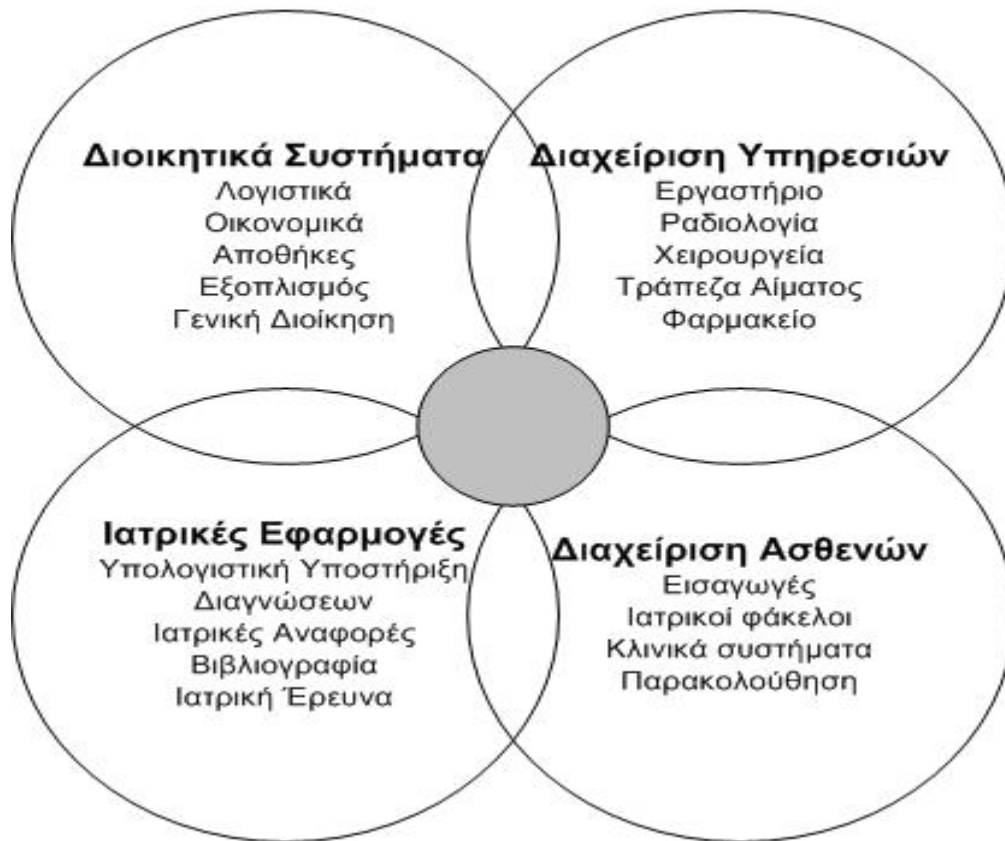 Διοικητικά Συστήματα
Λογιστικά
Οικονομικά
Αποθήκες
Εξοπλισμός
Γενική Διοίκηση
Διαχείριση Υπηρεσιών
Εργαστήριο
Ραδιολογία
Χειρουργεία
Τράπεζα Αίματος
Φαρμακείο
Ιατρικές Εφαρμογές
Υπολογιστική Υποστήριξη
Διαγνώσεων
Ιατρικές Αναφορές
Βιβλιογραφία
Ιατρική Έρευνα
Διαχείριση Ασθενών
Εισαγωγές
Ιατρικοί φάκελοι
Κλινικά συστήματα
Παρακολούθηση